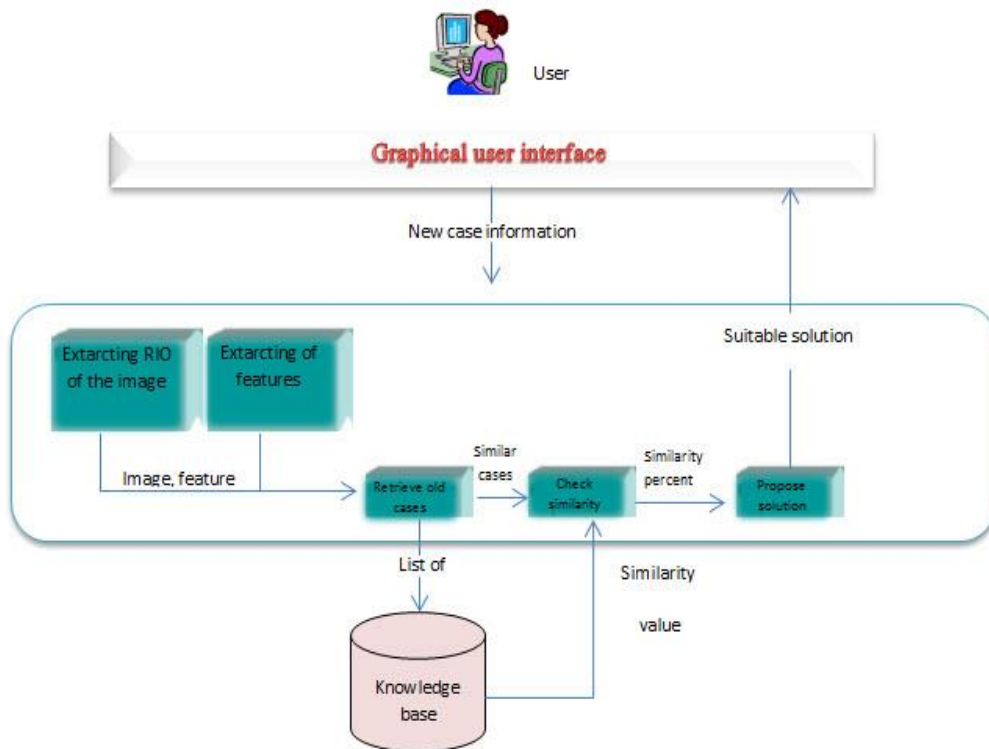 User
Graphical user interface
New case information
Suitable solution
Extarcting RIO
of the image
Extarcting of
features
Image, feature
Retrieve old
cases
Similar
cases
Check
similarity
Similarity
percent
Propose
solution
List of
Similarity
value
Knowledge
base